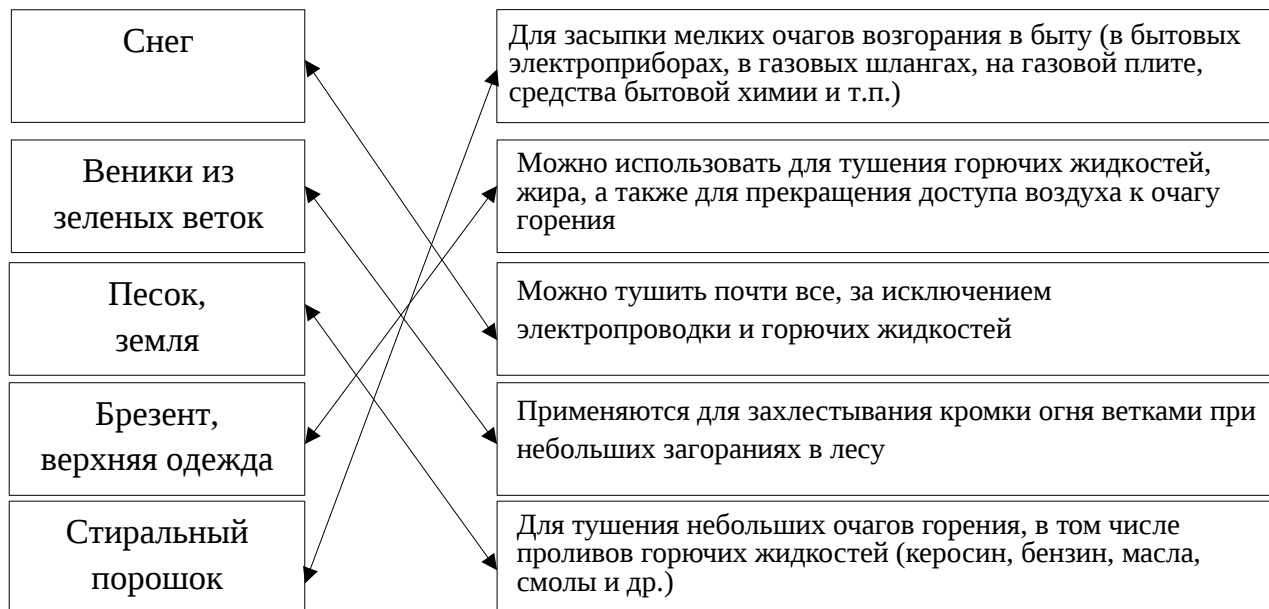 Снег
Для засыпки мелких очагов возгорания в быту (в бытовых
электроприборах, в газовых шлангах, на газовой плите,
средства бытовой химии и т.п.)
Веники из
зеленых веток
Можно использовать для тушения горючих жидкостей,
жира, а также для прекращения доступа воздуха к очагу
горения
Песок,
земля
Можно тушить почти все, за исключением
электропроводки и горючих жидкостей
Брезент,
верхняя одежда
Применяются для захлестывания кромки огня ветками при
небольших загораниях в лесу
Стиральный
порошок
Для тушения небольших очагов горения, в том числе
проливов горючих жидкостей (керосин, бензин, масла,
смолы и др.)